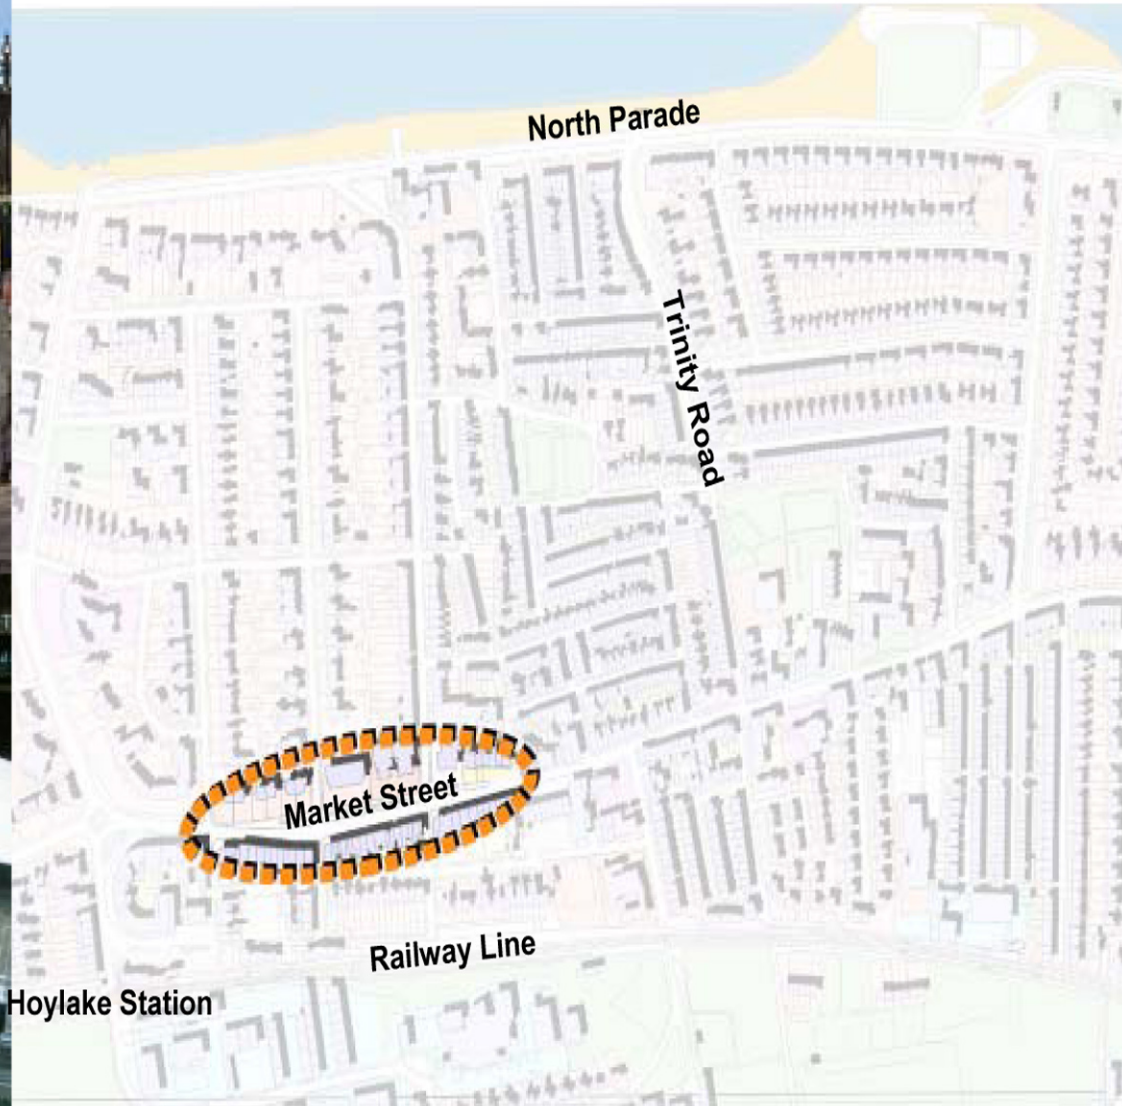 North Parade
Trinity Road
Market Street
Railway Line
Hoylake Station